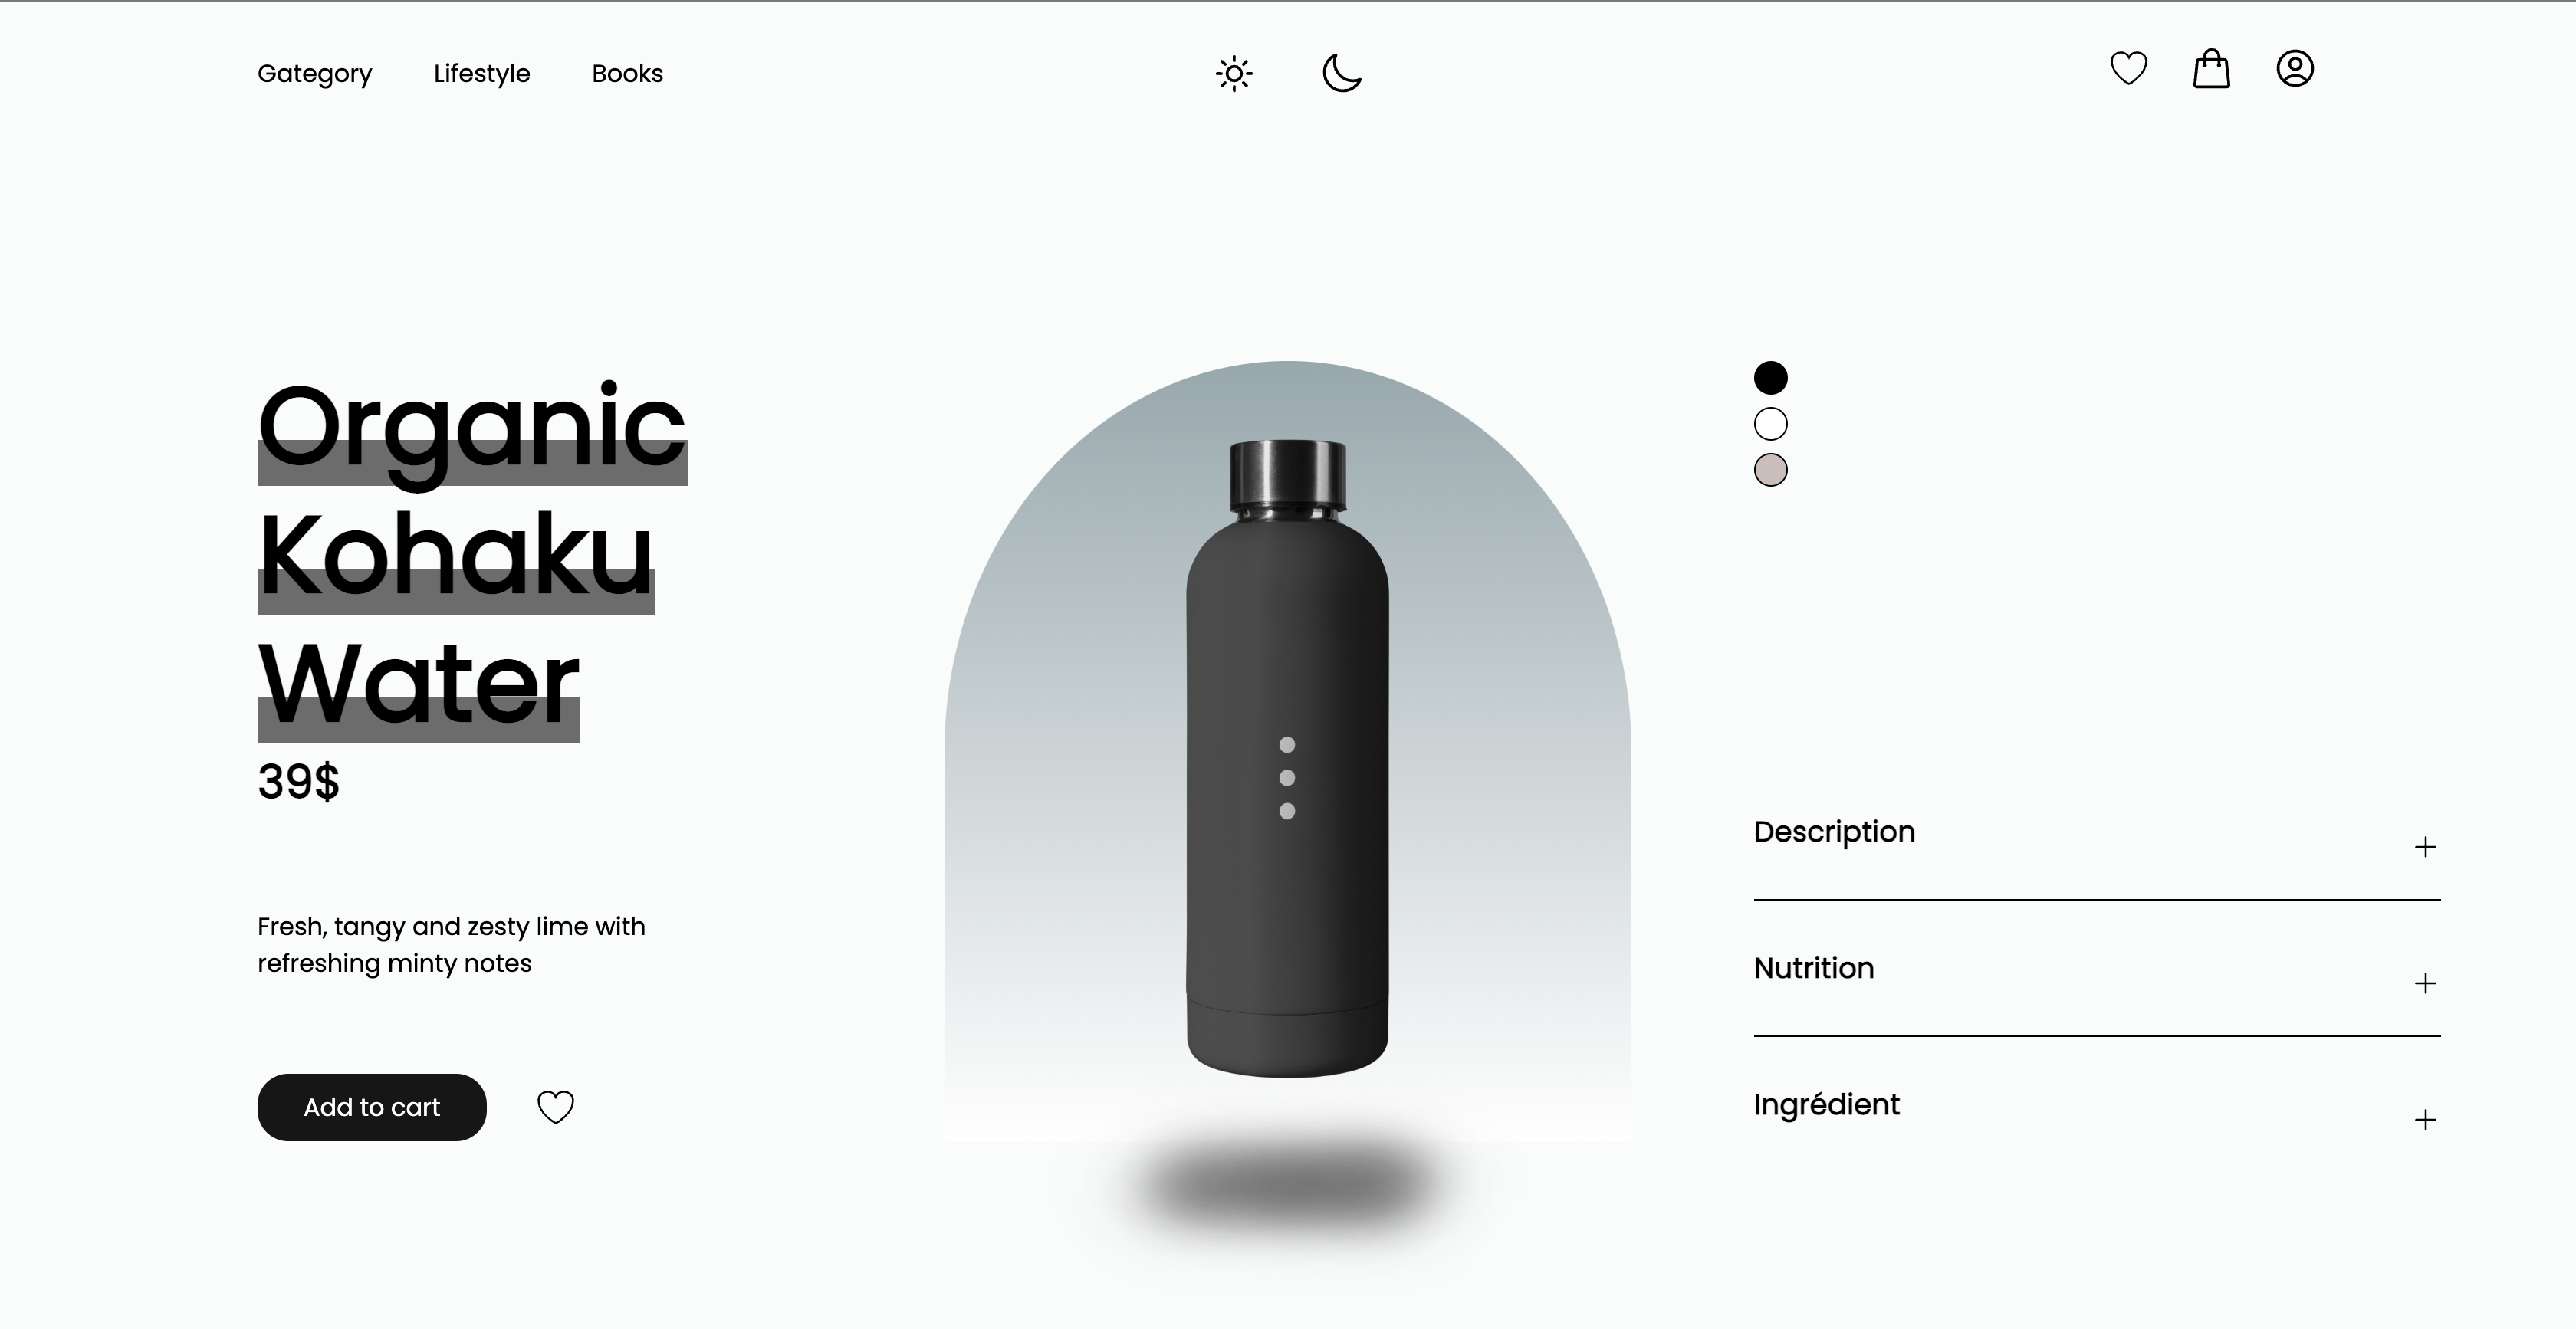 Gategory
Lifestyle
Books
Organic
Kohaku
Water
39$
Fresh, tangy and zesty lime with
refreshing minty notes
Add to cart
Description
Nutrition
Ingrédient